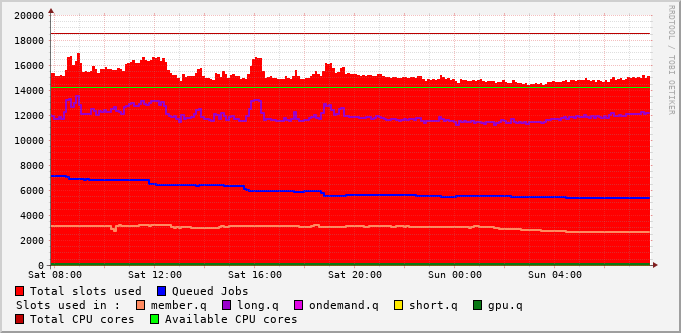 20000
18000
16000
14000
12000
10000
8000
6000
4000
2000
0
Sat 08:00 Sat 12:00 Sat 16:00 Sat 20:00 Sun 00:00 Sun 04:00
Total slots used Queued Jobs
Slots used in : member.q long.q ondemand.q short.q gpu.q
Total CPU cores Available CPU cores
RRDTOOL / TOBI OETIKER